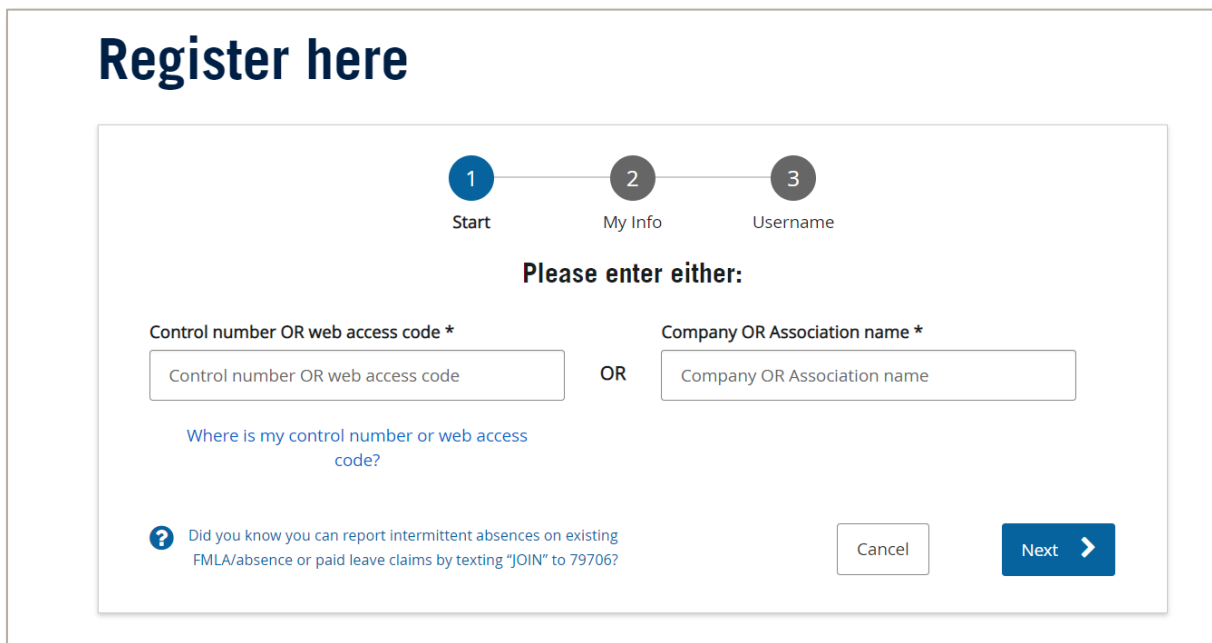 Register here
1
2
3
Start
My Info
Username
Please enter either:
Control number OR web access code *
Control number OR web access code
Where is my control number or web access
code?
OR
Company OR Association name *
Company OR Association name
Did you know you can report intermittent absences on existing
FMLA/absence or paid leave claims by texting “JOIN” to 79706?
Cancel
Next